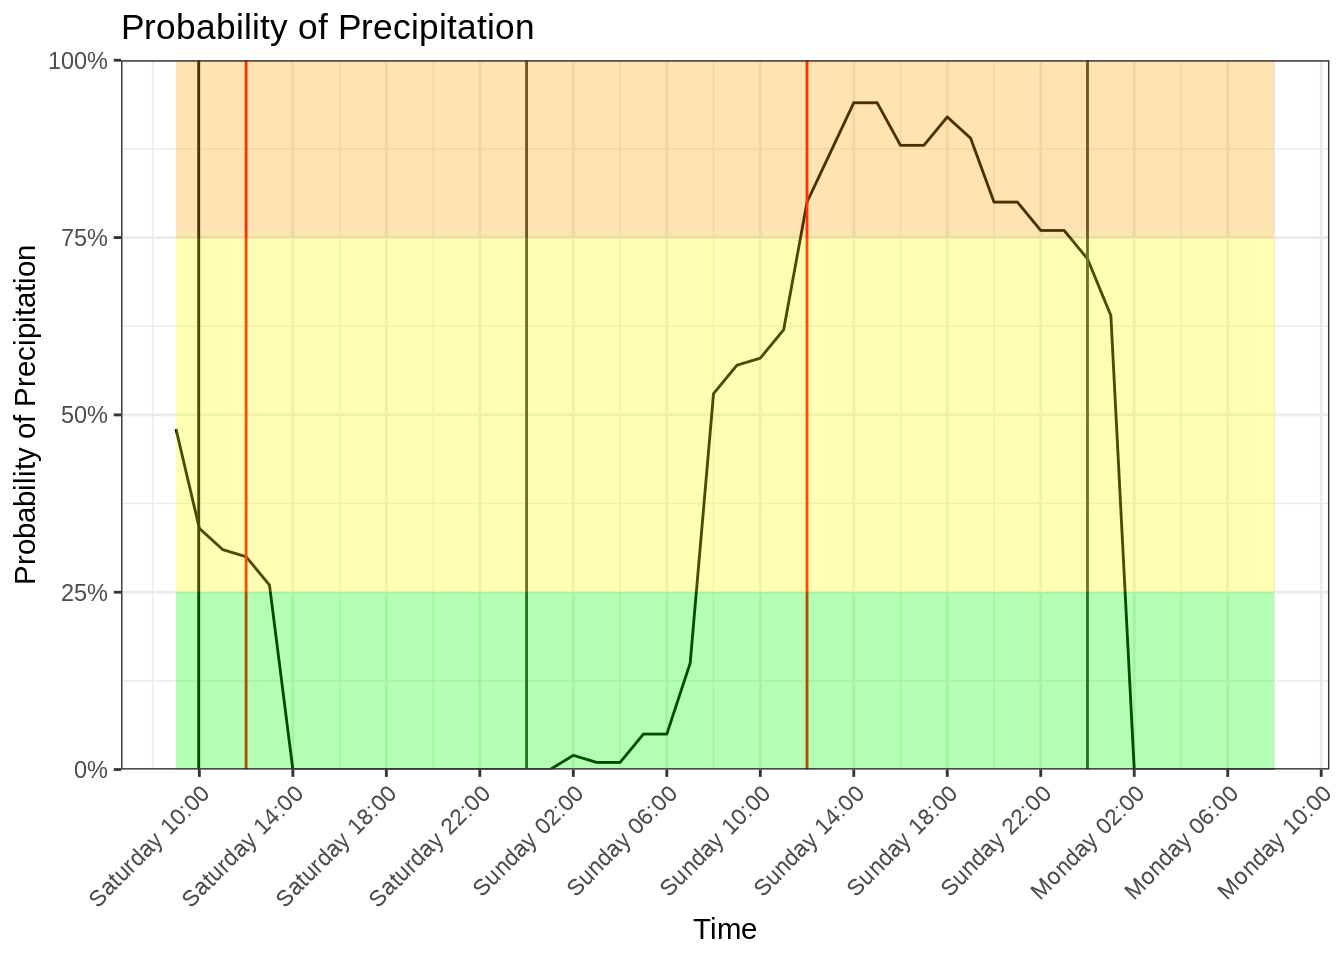 Probability of Precipitation
100%
75%
50%
25%
0%
Probability of Precipitation
Saturday 10:00
Saturday 14:00
Saturday 18:00
Saturday 22:00
Sunday 02:00
Sunday 06:00
Sunday 10:00
Sunday 14:00
Sunday 18:00
Sunday 22:00
Monday 02:00
Monday 06:00
Monday 10:00
Time